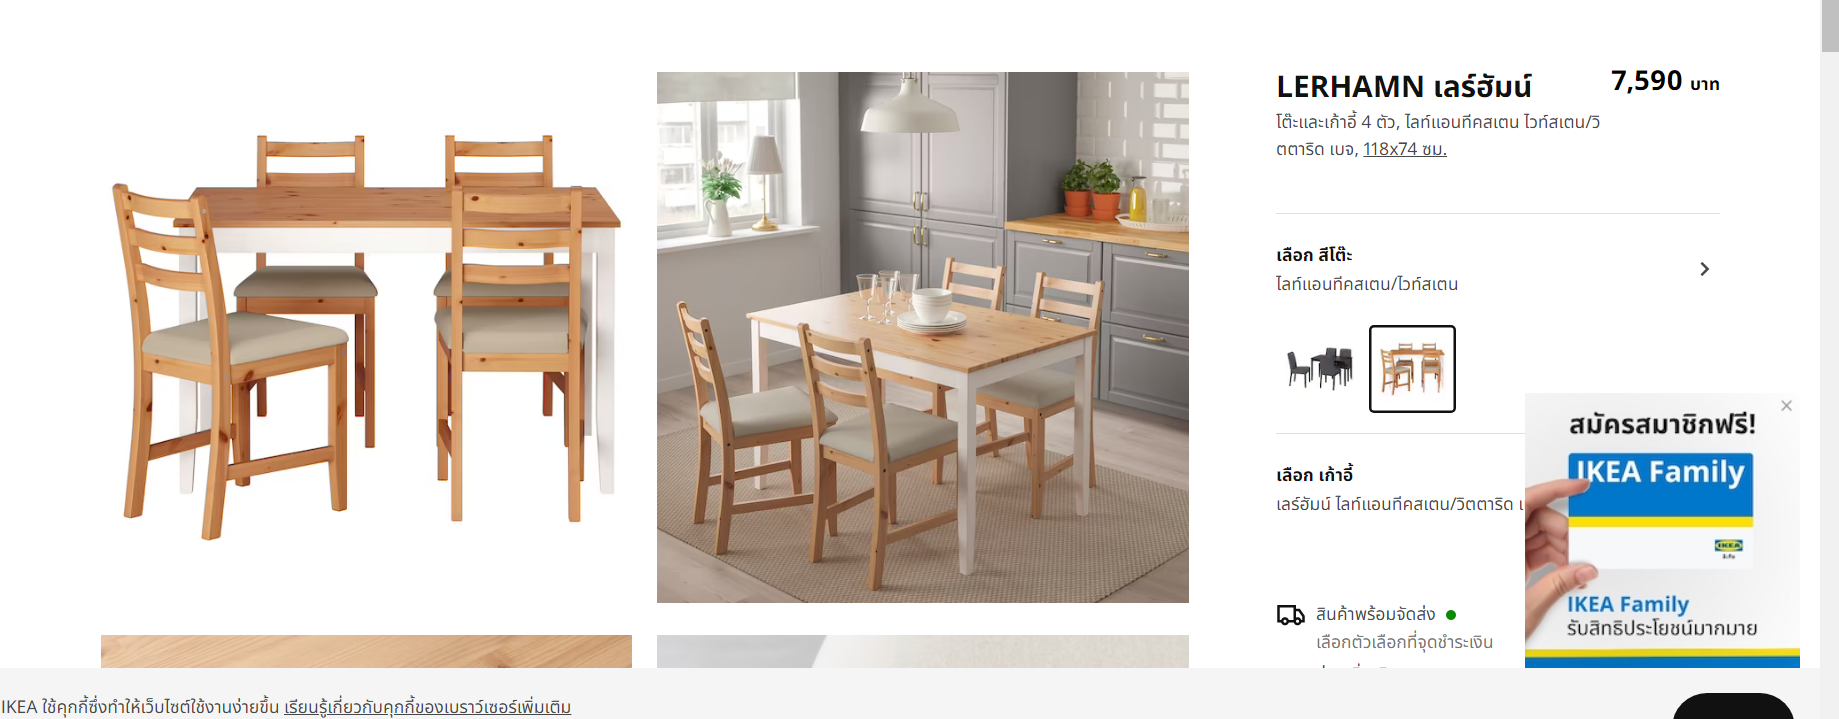 LERHAMN เลร์ฮัมน์
7,590 บาท
โต๊ะและเก้าอี้ 4 ตัว, ไลท์แอนทีคสเตน ไวท์สเตน/วิ
ตตาริด เบจ, 118x74 ซม.
เลือก สีโต๊ะ
ไลท์แอนทีคสเตน/ไวท์สเตน
เลือก เก้าอี้
เลร์ฮัมน์ ไลท์แอนทีคสเตน/วิตตาริด
สินค้าพร้อมจัดส่ง
เลือกตัวเลือกที่จุดชำระเงิน
สมัครสมาชิกฟรี!
IKEA Family
IKEA
IKEA Family
รับสิทธิประโยชน์มากมาย
IKEA ใช้คุกกี้ซึ่งทำให้เว็บไซต์ใช้งานง่ายขึ้น เรียนรู้เกี่ยวกับคุกกี้ของเบราว์เซอร์เพิ่มเติม